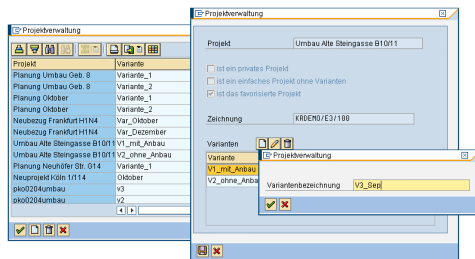 Projektverwaltung
Projekt Variante
Planung Umbau Geb. 8 Variante_1
Planung Umbau Geb. 8 Variante_2
Planung Oktober Variante_1
Planung Oktober Variante_2
Neubezug Frankfurt H1N4 Var_Oktober
Neubezug Frankfurt H1N4 Var_Dezember
Umbau Alte Steingasse B10/11 V1_mit_Anbau
Umbau Alte Steingasse B10/11 V2_ohne_Anbau
Planung Neuhöfer Str. G14 Variante_1
Neuprojekt Köln 1/114 Oktober
pko0204umbau v3
pko0204umbau v2
Projektverwaltung
Projekt Umbau Alte Steingasse B10/11
ist ein privates Projekt
ist ein einfaches Projekt ohne Varianten
ist das favorisierte Projekt
Zeichnung KRDEMO/E3/100
Varianten
Variante
V1_mit_Anbau
V2_ohne_Anba
Projektverwaltung
Variantenbezeichnung V3_Sep